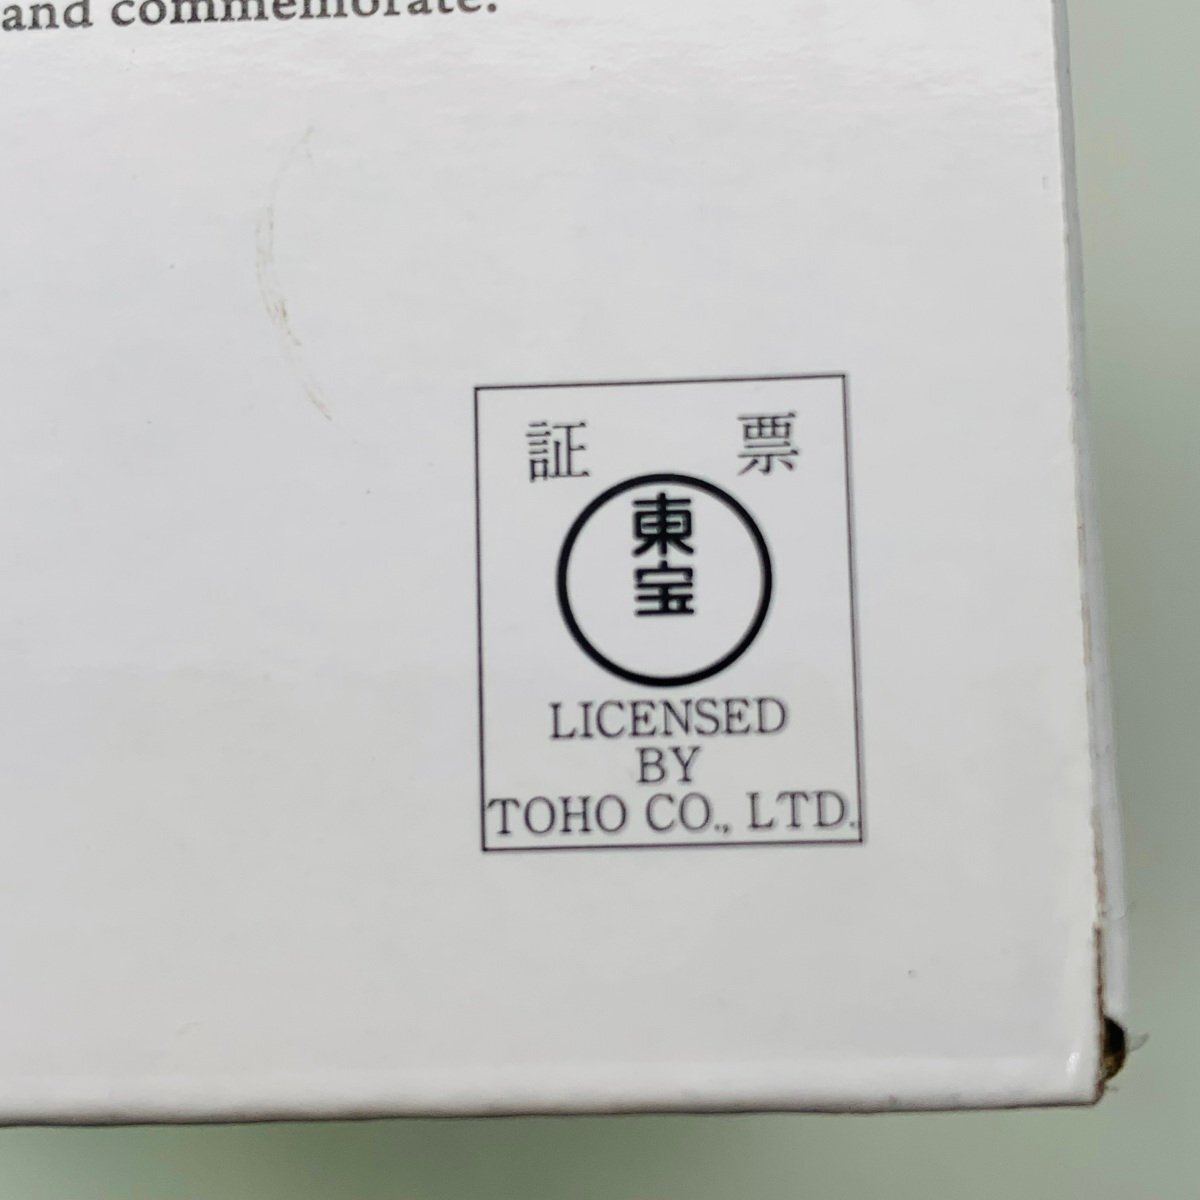 and commemorate.
証 票
東
宝
LICENSED
BY
TOHO CO., LTD.